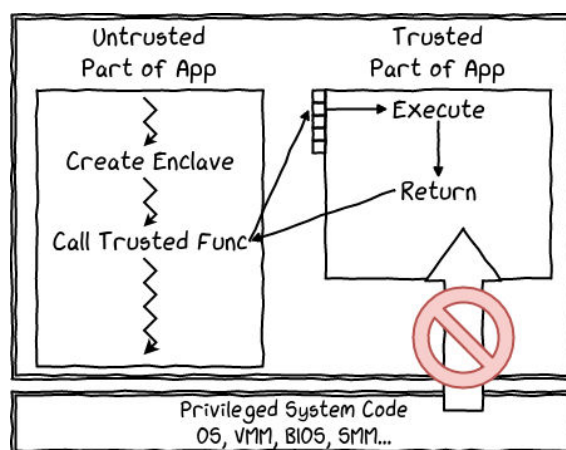 Untrusted
Part of App
Create Enclave
Call Trusted Func
Trusted
Part of App
Execute
Return
Privileged System Code
OS, VMM, BIOS, SMM...